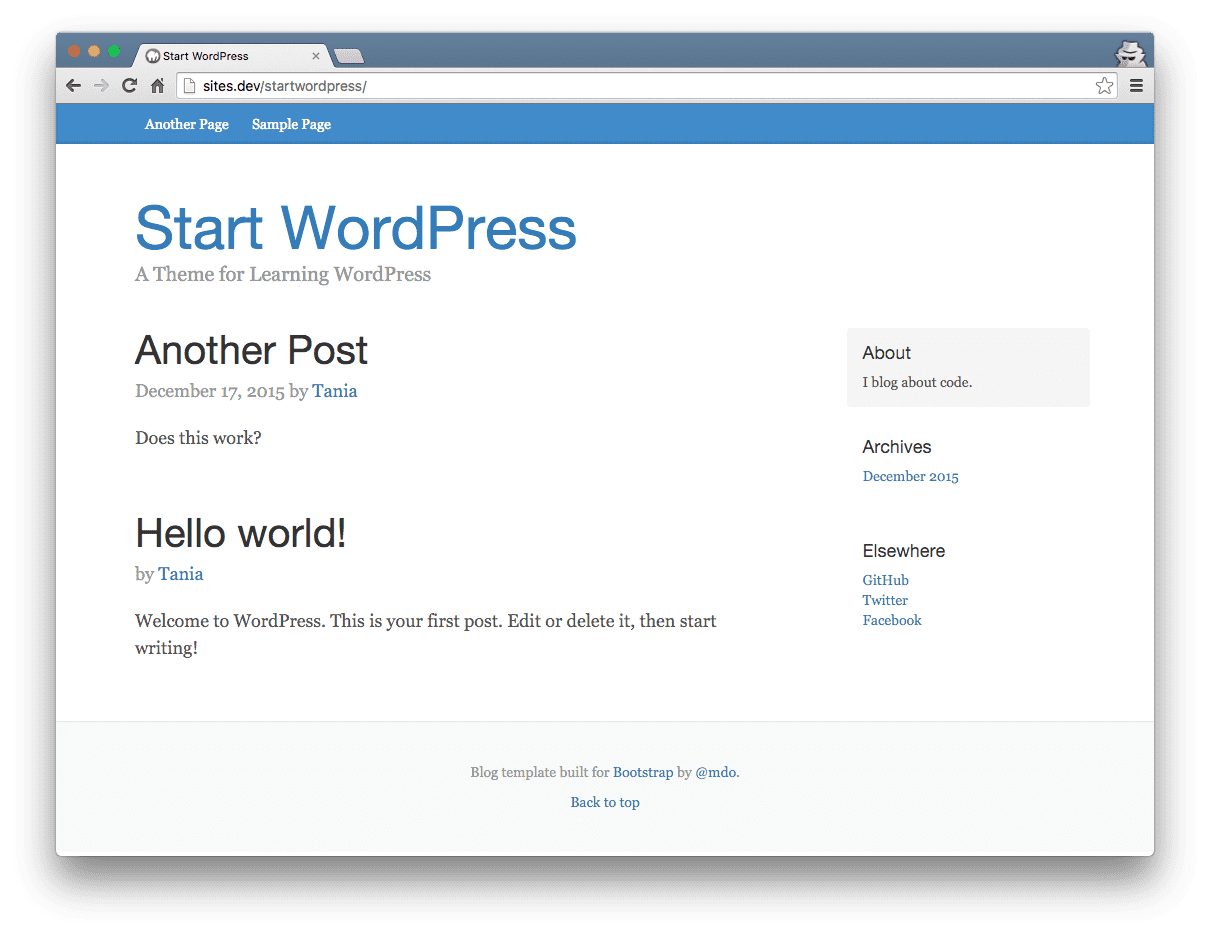 Start WordPress
sites.dev/startwordpress/
Another Page Sample Page
Start WordPress
A Theme for Learning WordPress
Another Post
December 17, 2015 by Tania
Does this work?
Hello world!
by Tania
Welcome to WordPress. This is your first post. Edit or delete it, then start
writing!
About
I blog about code.
Archives
December 2015
Elsewhere
GitHub
Twitter
Facebook
Blog template built for Bootstrap by @mdo.
Back to top